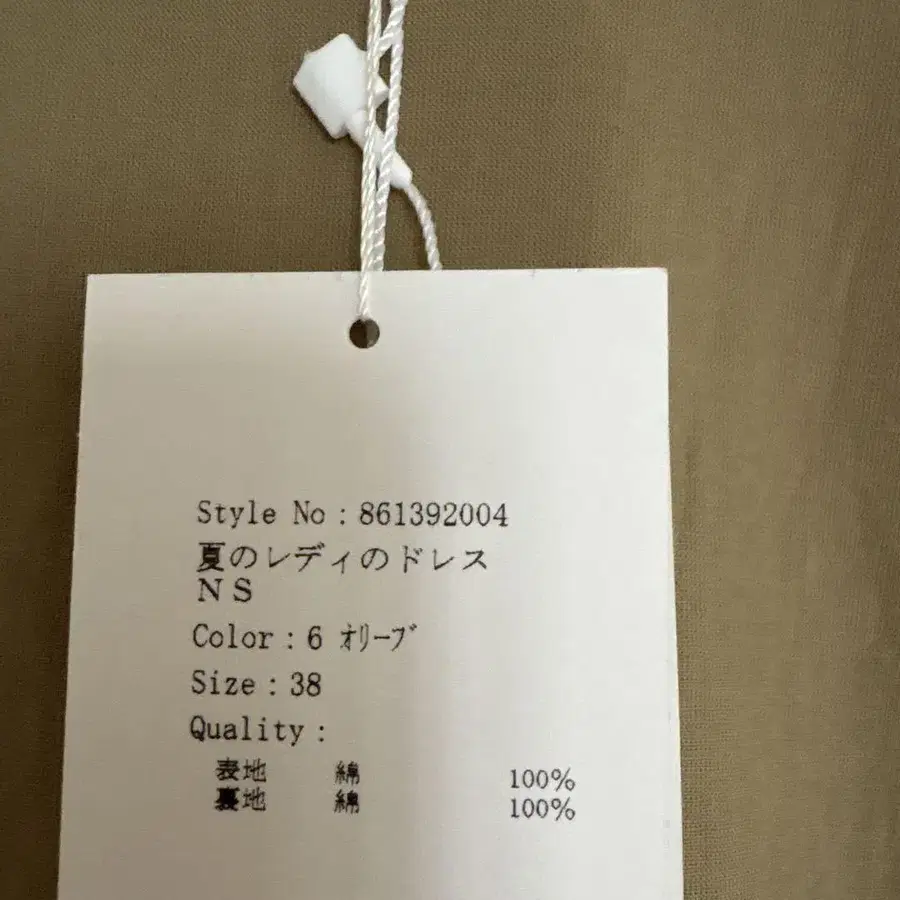 Style No : 861392004
夏のレディのドレス
ＮＳ
Color : 6 ｵﾘｰﾌﾞ
Size : 38
Quality :
表地 綿 100%
裏地 綿 100%